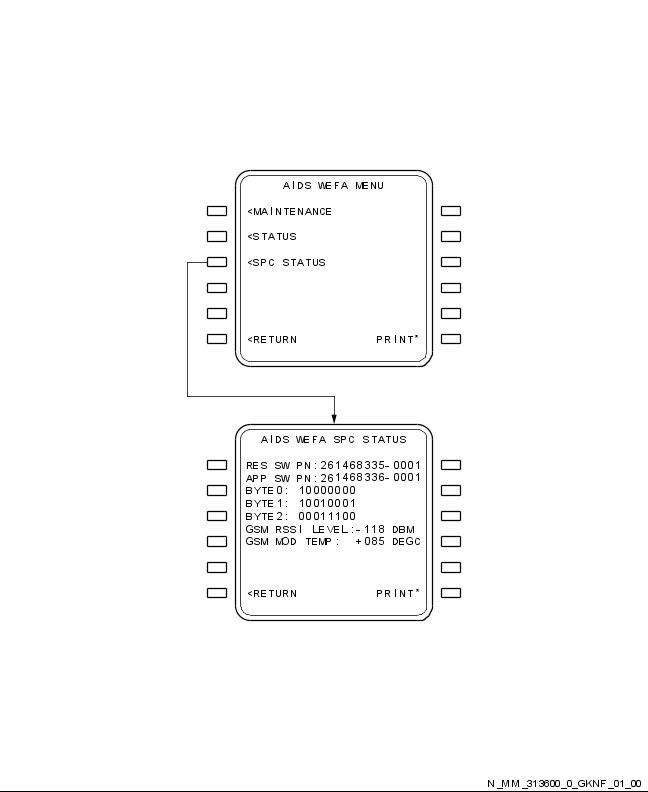 AIDS WEFA MENU
<MAINTENANCE
<STATUS
<SPC STATUS
<RETURN PRINT*
AIDS WEFA SPC STATUS
RES SW PN:261468335-0001
APP SW PN:261468336-0001
BYTE0: 10000000
BYTE1: 10010001
BYTE2: 00011100
GSM RSSI LEVEL:-118 DBM
GSM MOD TEMP: +085 DEGC
<RETURN PRINT*
N_MM_313600_0_GKNF_01_00